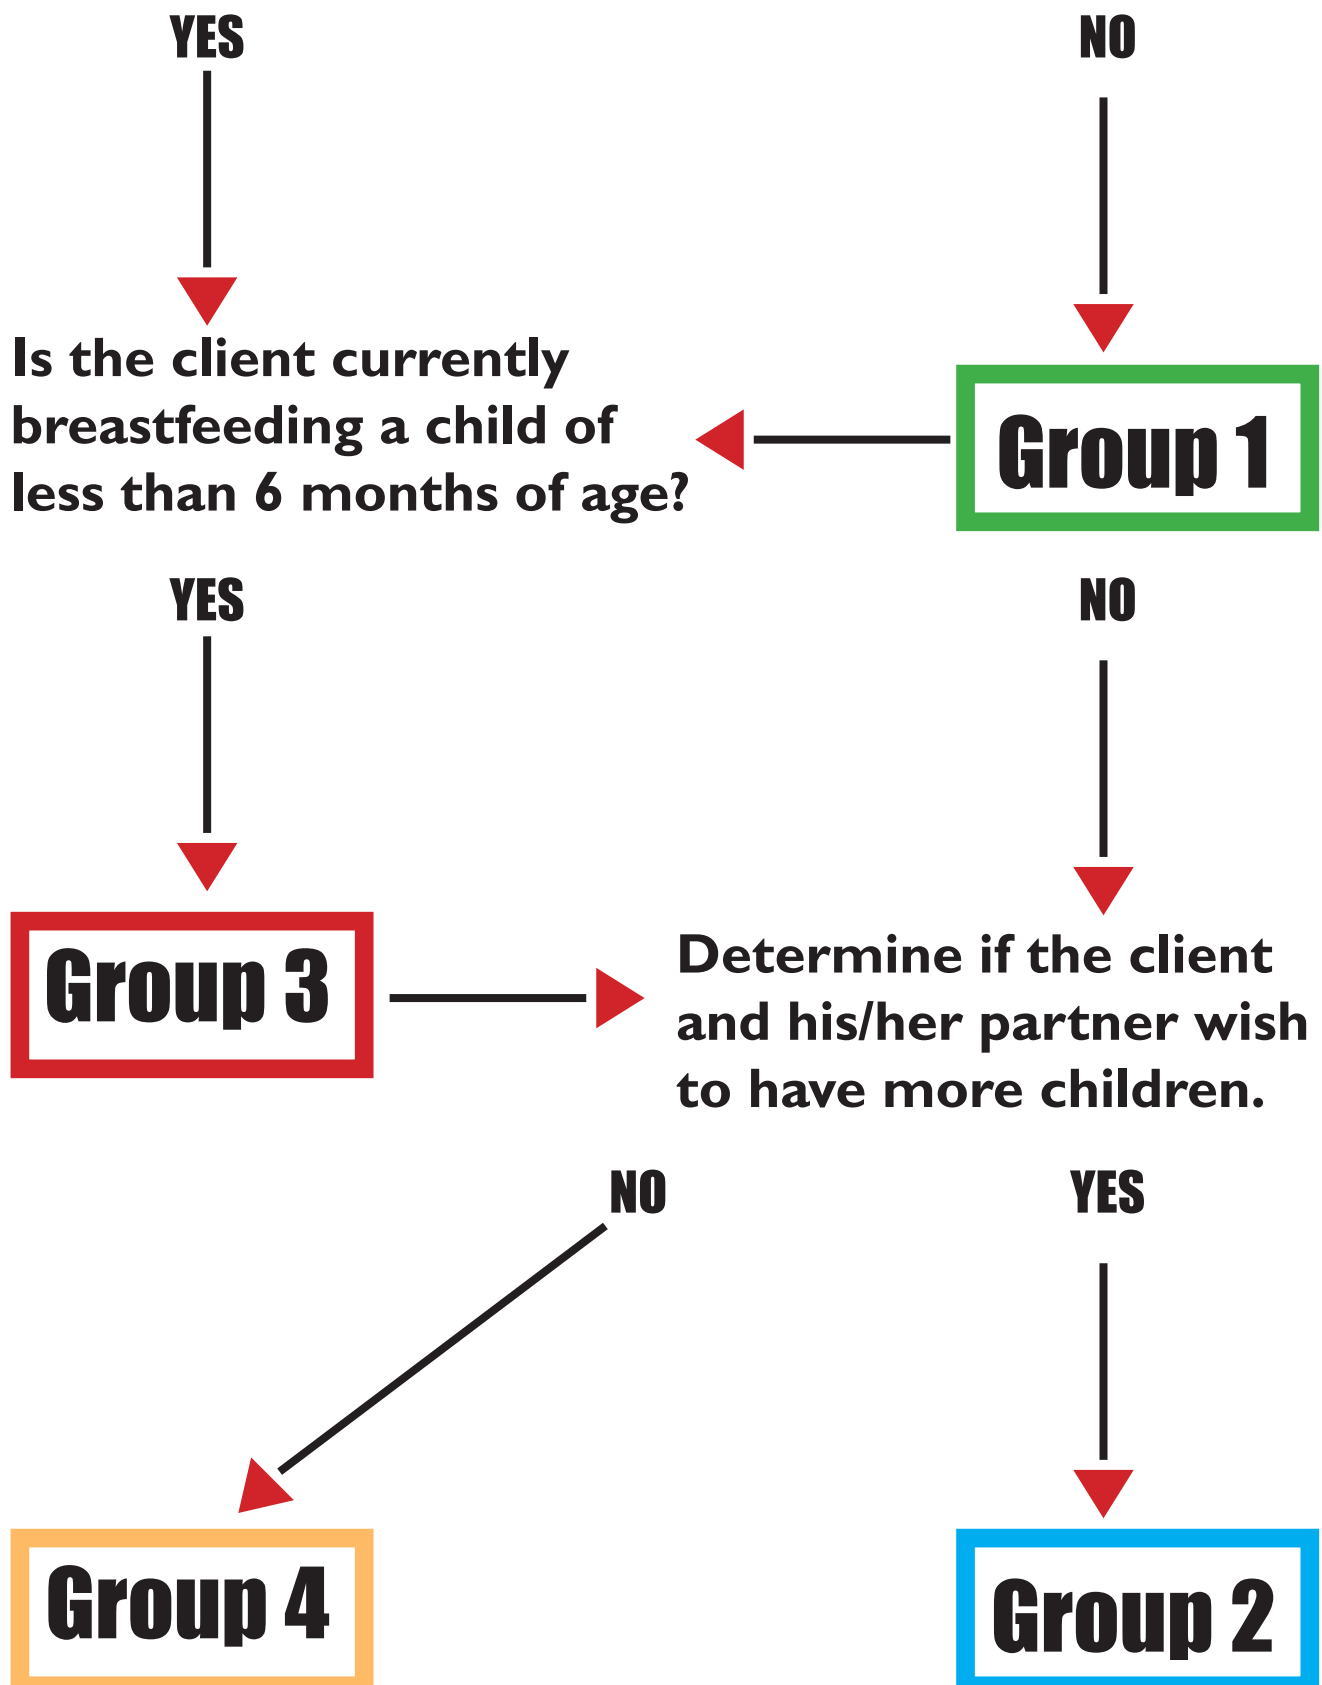 YES
NO
Is the client currently
breastfeeding a child of
less than 6 months of age?
Group 1
YES
NO
Group 3
Determine if the client
and his/her partner wish
to have more children.
NO
YES
Group 4
Group 2